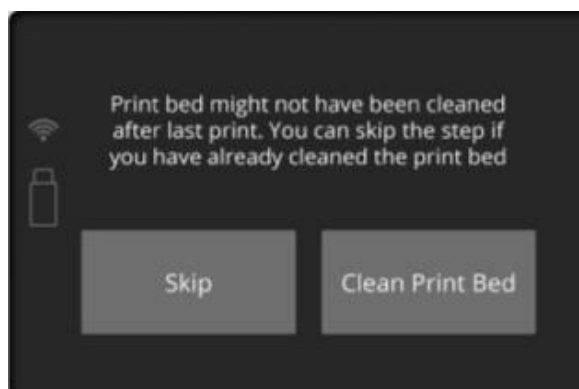 Print bed might not have been cleaned
after last print. You can skip the step if
you have already cleaned the print bed
Skip
Clean Print Bed